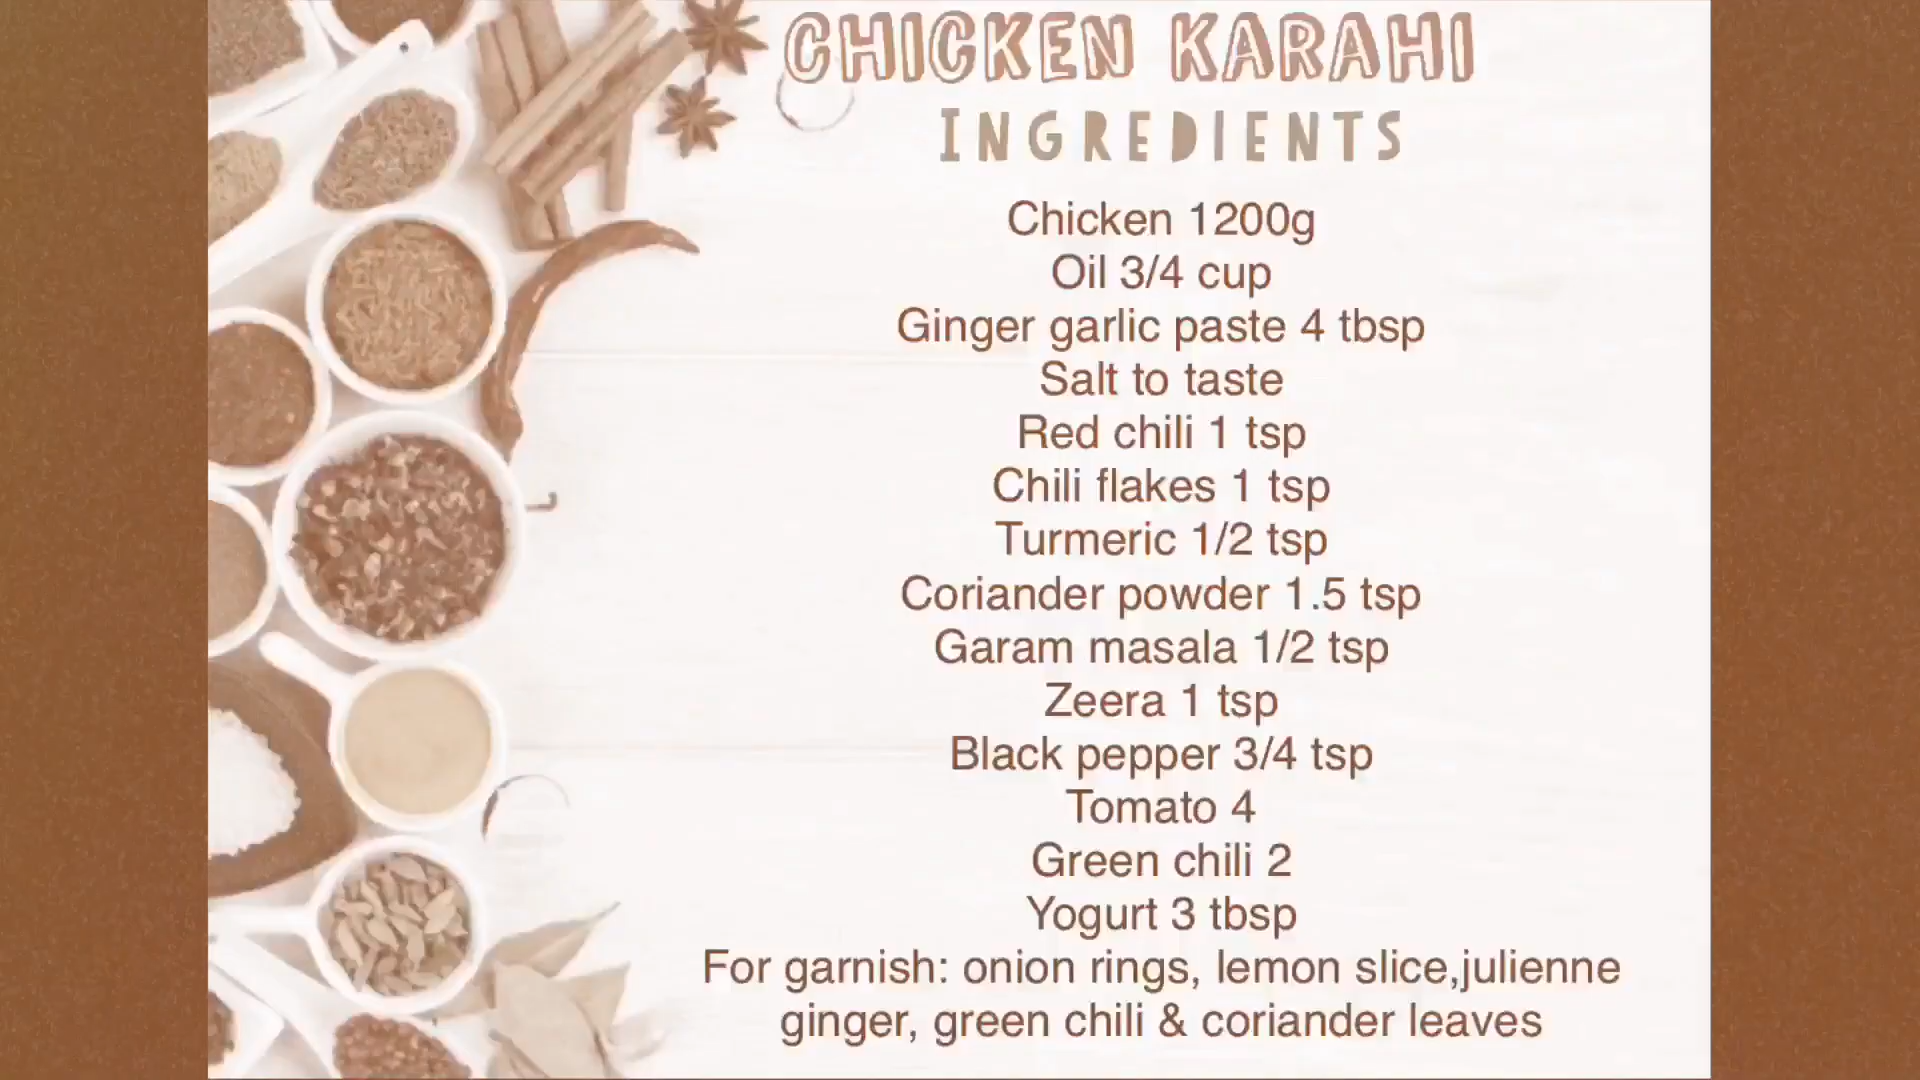 CHICKEN KARAHI
INGREDIENTS
Chicken 1200g
Oil 3/4 cup
Ginger garlic paste 4 tbsp
Salt to taste
Red chili 1 tsp
Chili flakes 1 tsp
Turmeric 1/2 tsp
Coriander powder 1.5 tsp
Garam masala 1/2 tsp
Zeera 1 tsp
Black pepper 3/4 tsp
Tomato 4
Green chili 2
Yogurt 3 tbsp
For garnish: onion rings, lemon slice,julienne
ginger, green chili & coriander leaves